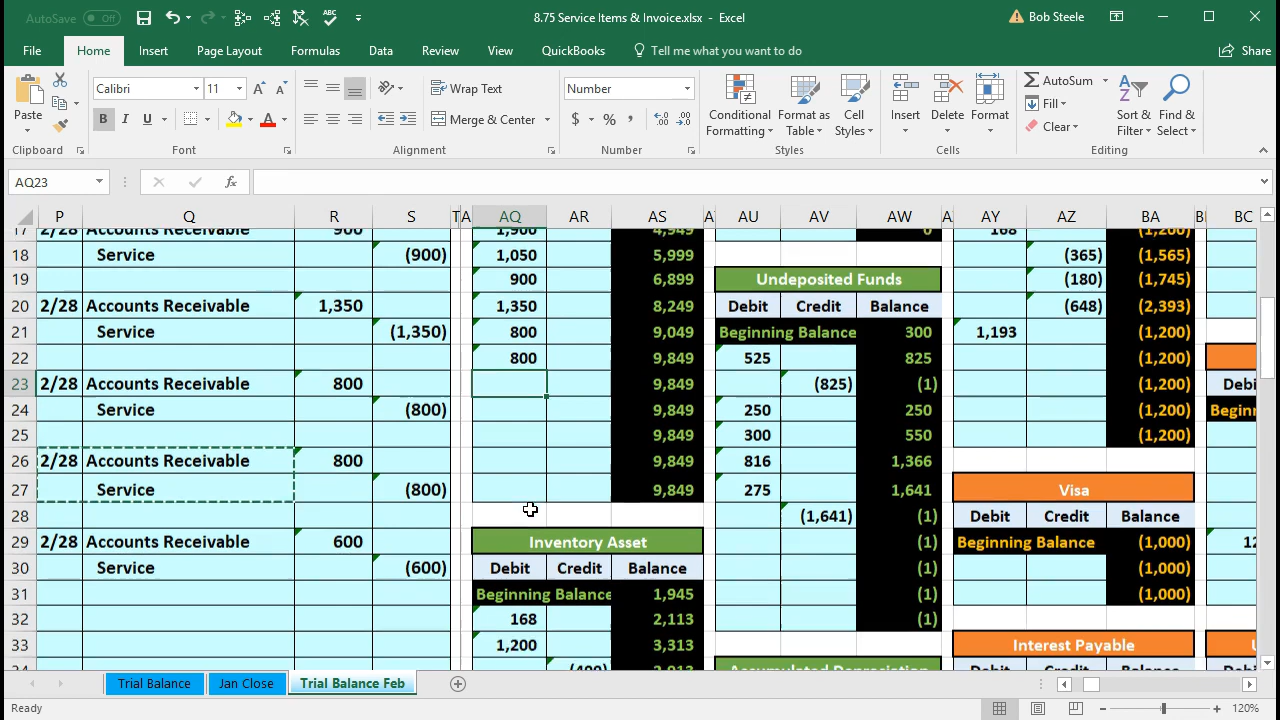 AutoSave Off 8.75 Service Items & Invoice.xlsx - Excel Bob Steele
File Home Insert Page Layout Formulas Data Review View QuickBooks Tell me what you want to do Share
Calibri 11 Wrap Text Number AutoSum
Paste Merge & Center Conditional Formatting Format as Table Cell Styles Insert Delete Format Fill Clear Sort & Filter Find & Select
Clipboard Font Alignment Number Styles Cells Editing
AQ23 fx
P Q R S T A AQ AR AS A AU AV AW A AY AZ BA B BC
17 2/28 Accounts Receivable 900 1,900 4,949 0 168 (1,200)
18 Service (900) 1,050 5,999 (365) (1,565)
19 900 6,899 Undeposited Funds (180) (1,745)
20 2/28 Accounts Receivable 1,350 1,350 8,249 Debit Credit Balance (648) (2,393)
21 Service (1,350) 800 9,049 Beginning Balance 300 1,193 (1,200)
22 800 9,849 525 825 (1,200)
23 2/28 Accounts Receivable 800 9,849 (825) (1) (1,200) Debi
24 Service (800) 9,849 250 250 (1,200) Begin
25 9,849 300 550 (1,200)
26 2/28 Accounts Receivable 800 9,849 816 1,366
27 Service (800) 9,849 275 1,641 Visa
28 (1,641) (1) Debit Credit Balance
29 2/28 Accounts Receivable 600 Inventory Asset (1) Beginning Balance (1,000) 12
30 Service (600) Debit Credit Balance (1) (1,000)
31 Beginning Balance 1,945 (1) (1,000)
32 168 2,113 (1)
33 1,200 3,313 Interest Payable U
(400) 2,913 Accumulated Depreciation Debit Credit Balance
Trial Balance Jan Close Trial Balance Feb
Ready 120%